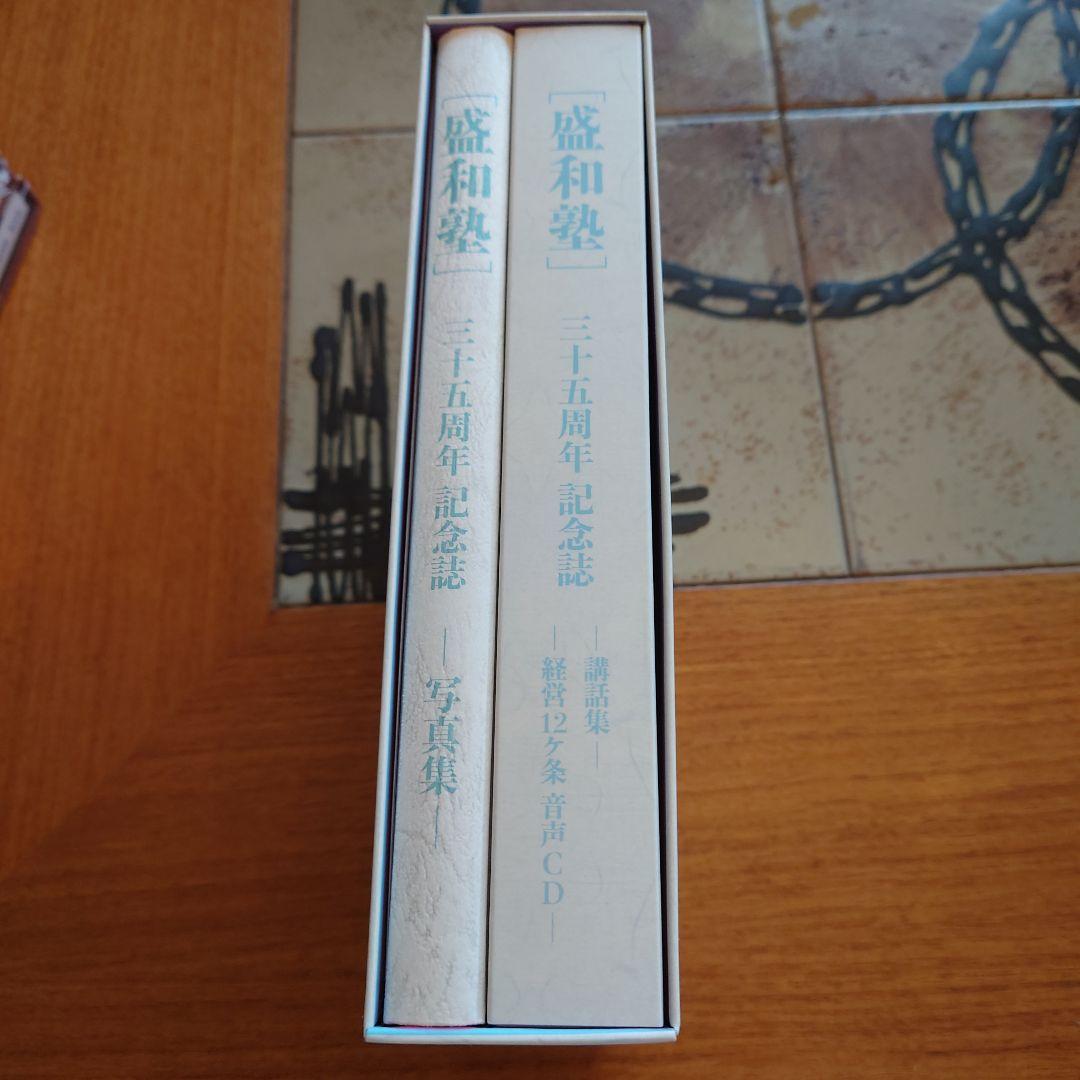 [盛和塾] 三十五周年 記念誌 ―写真集―
[盛和塾] 三十五周年 記念誌
―講話集―
―経営12ケ条 音声CD―